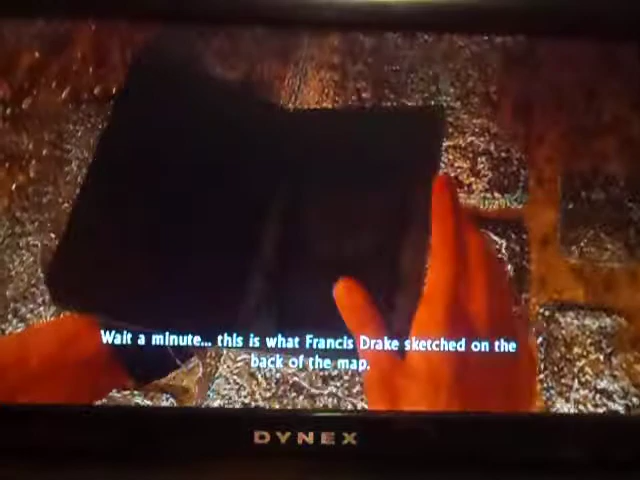 Wait a minute... this is what Francis Drake sketched on the
back of the map.
DYNEX